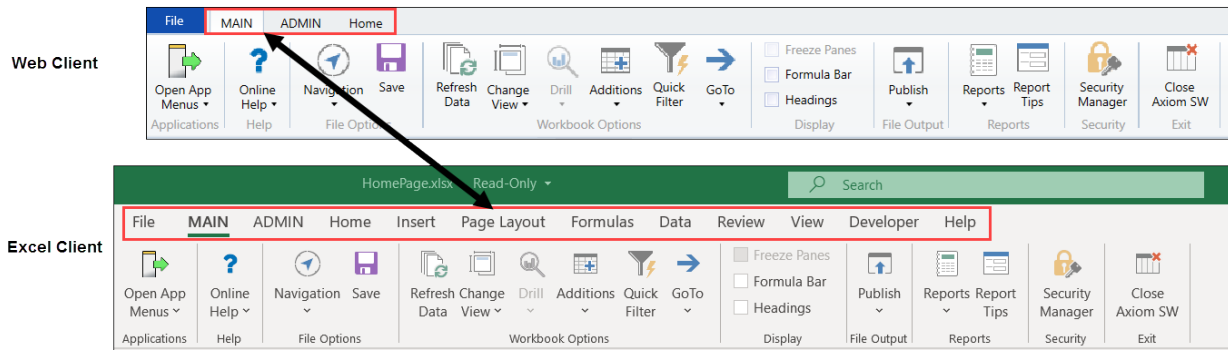 File MAIN ADMIN Home
Web Client
Open App Menus Online Help Navigation Save Refresh Data Change View Drill Additions Quick Filter GoTo Freeze Panes Formula Bar Headings Publish Reports Report Tips Security Manager Close Axiom SW
Applications Help File Options Workbook Options Display File Output Reports Security Exit
HomePage.xlsx - Read-Only Search
File MAIN ADMIN Home Insert Page Layout Formulas Data Review View Developer Help
Excel Client
Open App Menus Online Help Navigation Save Refresh Data Change View Drill Additions Quick Filter GoTo Freeze Panes Formula Bar Headings Publish Reports Report Tips Security Manager Close Axiom SW
Applications Help File Options Workbook Options Display File Output Reports Security Exit